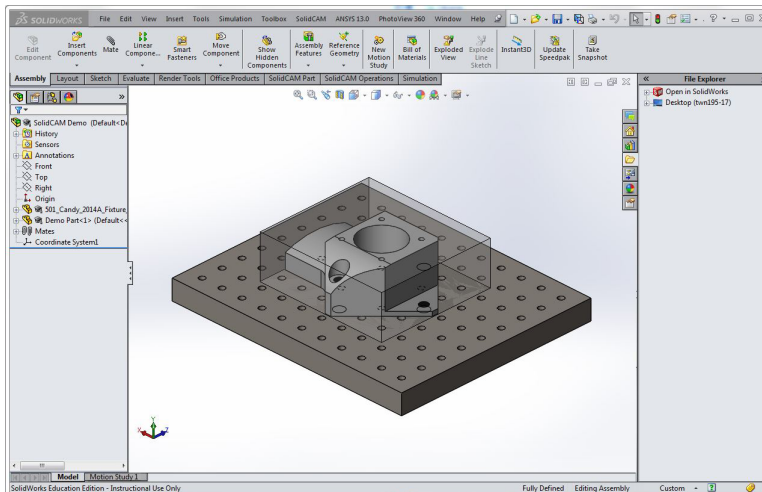 SOLIDWORKS File Edit View Insert Tools Simulation Toolbox SolidCAM ANSYS 13.0 PhotoView 360 Window Help
Edit Component
Insert Components
Mate
Linear Compone...
Smart Fasteners
Move Component
Show Hidden Components
Assembly Features
Reference Geometry
New Motion Study
Bill of Materials
Exploded View
Explode Line Sketch
Instant3D
Update Speedpak
Take Snapshot
Assembly Layout Sketch Evaluate Render Tools Office Products SolidCAM Part SolidCAM Operations Simulation
« File Explorer
Open in SolidWorks
Desktop (twn195-17)
»
SolidCAM Demo (Default<De
History
Sensors
Annotations
Front
Top
Right
Origin
501_Candy_2014A_Fixture_
Demo Part<1> (Default<<
Mates
Coordinate System1
Y
X
Z
Model Motion Study 1
SolidWorks Education Edition - Instructional Use Only Fully Defined Editing Assembly Custom